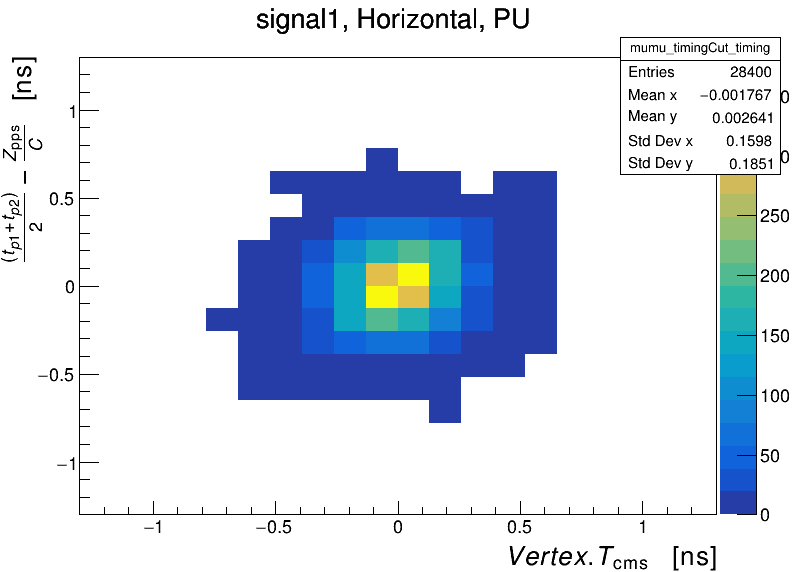 signal1, Horizontal, PU
mumu_timingCut_timing
Entries 28400
Mean x −0.001767
Mean y 0.002641
Std Dev x 0.1598
Std Dev y 0.1851
(t_{p1}+t_{p2})/2 − Z_{pps}/C [ns]
1
0.5
0
−0.5
−1
−1 −0.5 0 0.5 1
Vertex.T_{cms} [ns]
0
0
250
200
150
100
50
0